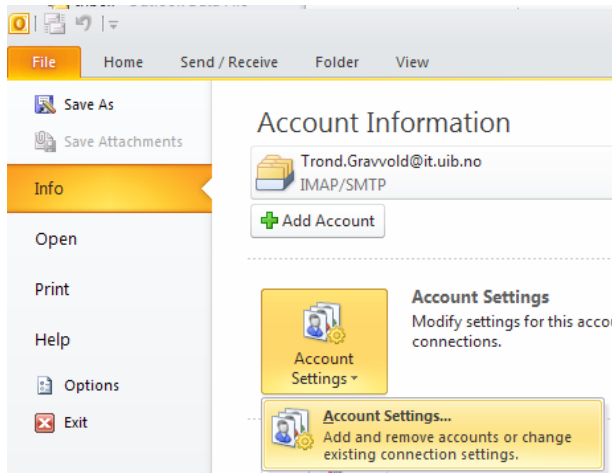 File Home Send / Receive Folder View
Save As
Save Attachments
Info
Open
Print
Help
Options
Exit
Account Information
Trond.Gravvold@it.uib.no
IMAP/SMTP
Add Account
Account
Settings
Account Settings
Modify settings for this
connections.
Account Settings...
Add and remove accounts or change
existing connection settings.